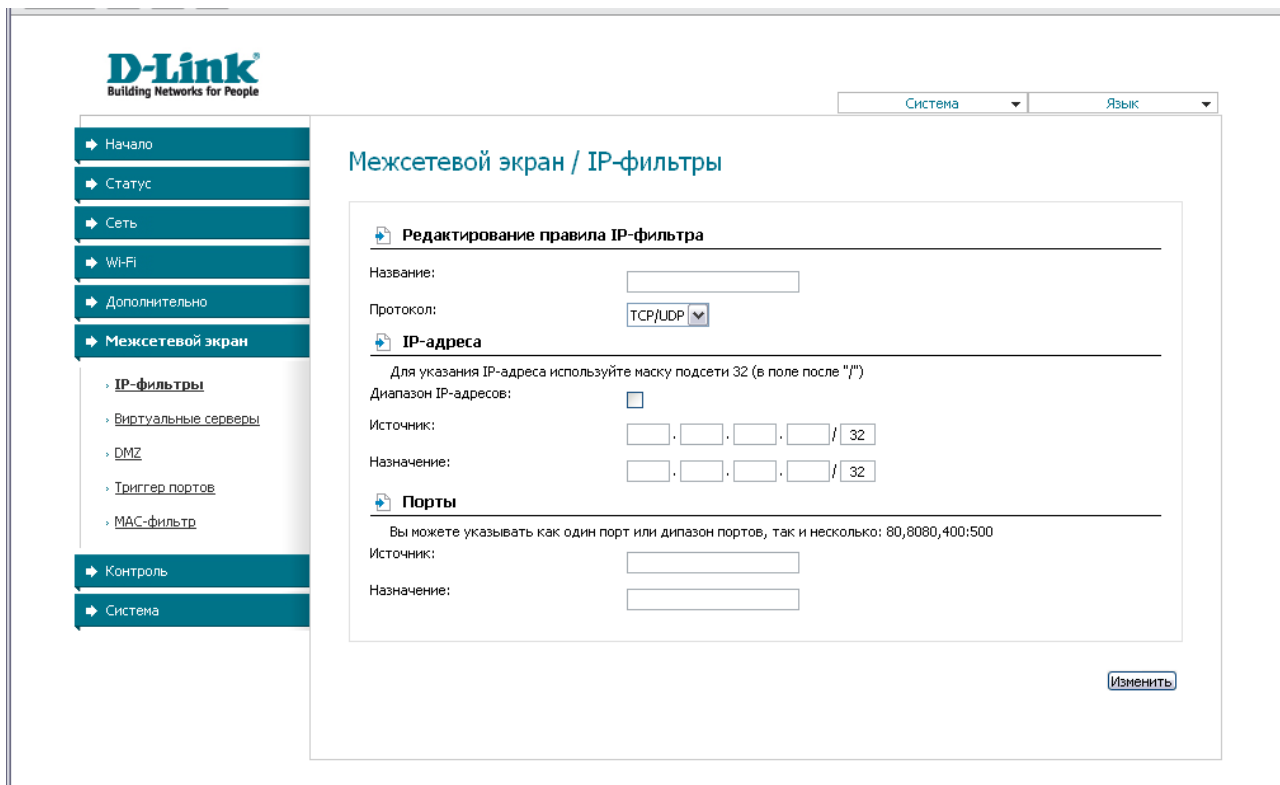 D-Link
Building Networks for People
Система
Язык
Начало
Статус
Сеть
Wi-Fi
Дополнительно
Межсетевой экран
IP-фильтры
Виртуальные серверы
DMZ
Триггер портов
MAC-фильтр
Контроль
Система
Межсетевой экран / IP-фильтры
Редактирование правила IP-фильтра
Название:
Протокол: TCP/UDP
IP-адреса
Для указания IP-адреса используйте маску подсети 32 (в поле после "/")
Диапазон IP-адресов:
Источник: . . . / 32
Назначение: . . . / 32
Порты
Вы можете указывать как один порт или дипазон портов, так и несколько: 80,8080,400:500
Источник:
Назначение:
Изменить